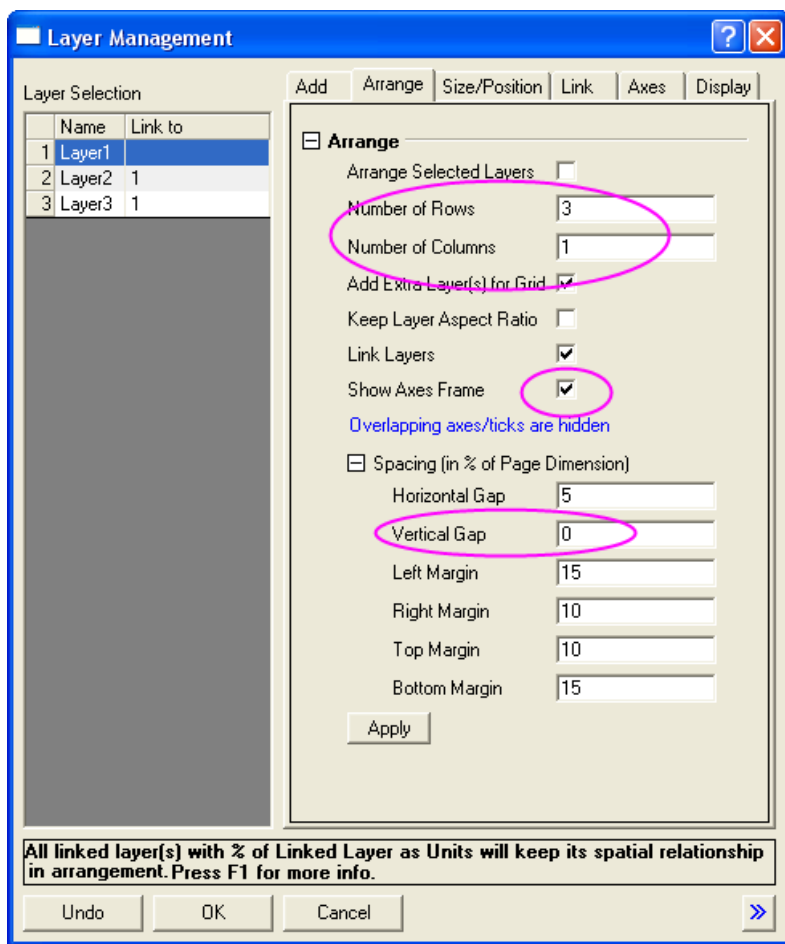 Layer Management
Layer Selection
Name Link to
1 Layer1
2 Layer2 1
3 Layer3 1
Add Arrange Size/Position Link Axes Display
Arrange
Arrange Selected Layers
Number of Rows 3
Number of Columns 1
Add Extra Layer(s) for Grid
Keep Layer Aspect Ratio
Link Layers
Show Axes Frame
Overlapping axes/ticks are hidden
Spacing (in % of Page Dimension)
Horizontal Gap 5
Vertical Gap 0
Left Margin 15
Right Margin 10
Top Margin 10
Bottom Margin 15
Apply
All linked layer(s) with % of Linked Layer as Units will keep its spatial relationship
in arrangement. Press F1 for more info.
Undo OK Cancel »